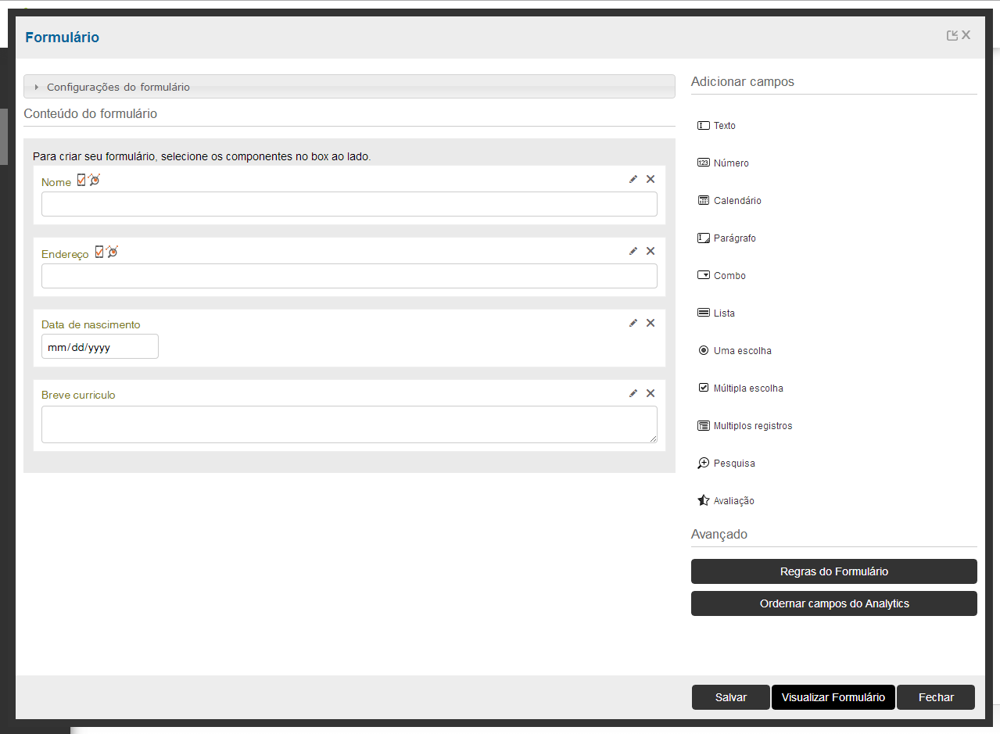 Formulário
Configurações do formulário
Conteúdo do formulário
Para criar seu formulário, selecione os componentes no box ao lado.
Nome
Endereço
Data de nascimento
mm/dd/yyyy
Breve curriculo
Adicionar campos
Texto
123 Número
Calendário
Parágrafo
Combo
Lista
Uma escolha
Múltipla escolha
Multiplos registros
Pesquisa
Avaliação
Avançado
Regras do Formulário
Ordernar campos do Analytics
Salvar Visualizar Formulário Fechar